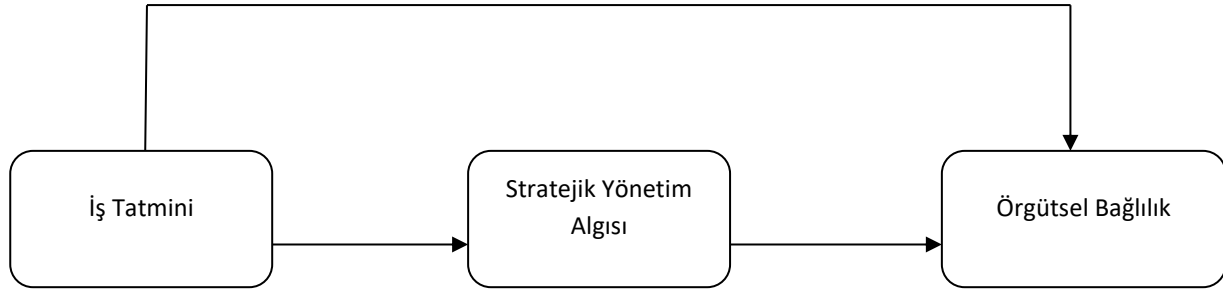 İş Tatmini
Stratejik Yönetim
Algısı
Örgütsel Bağlılık